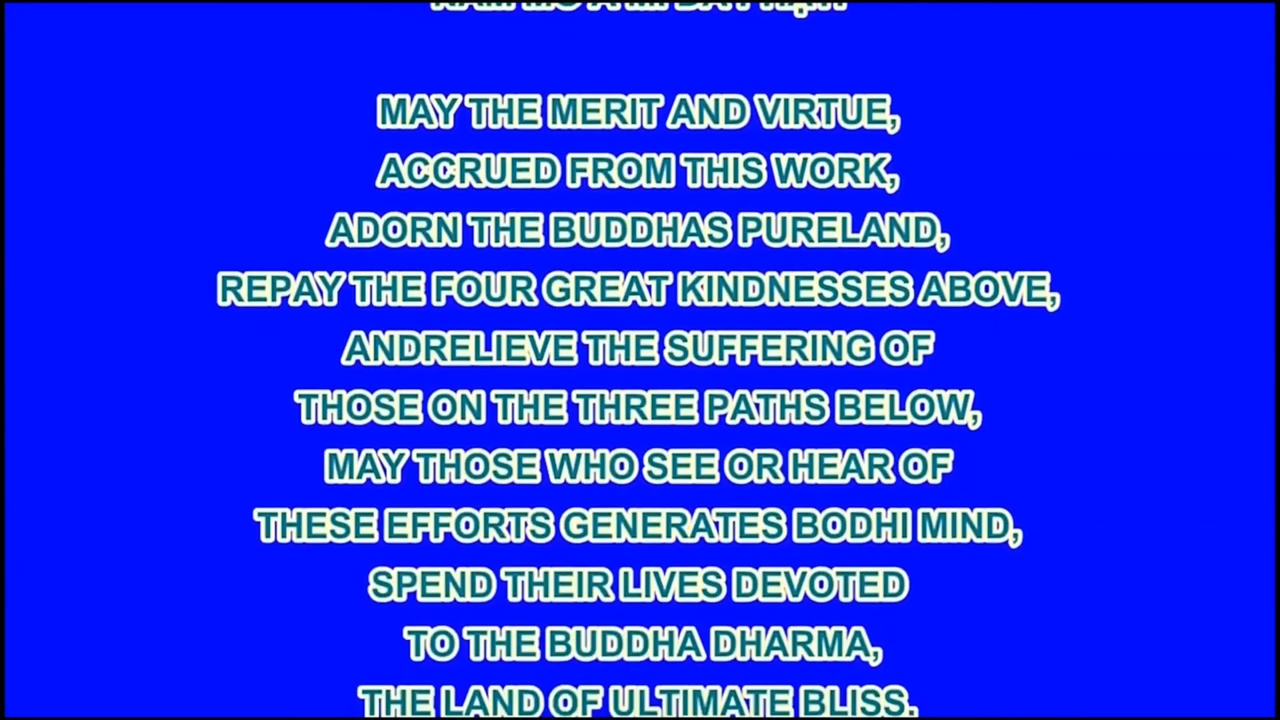 MAY THE MERIT AND VIRTUE,
ACCRUED FROM THIS WORK,
ADORN THE BUDDHAS PURELAND,
REPAY THE FOUR GREAT KINDNESSES ABOVE,
ANDRELIEVE THE SUFFERING OF
THOSE ON THE THREE PATHS BELOW,
MAY THOSE WHO SEE OR HEAR OF
THESE EFFORTS GENERATES BODHI MIND,
SPEND THEIR LIVES DEVOTED
TO THE BUDDHA DHARMA,
THE LAND OF ULTIMATE BLISS.